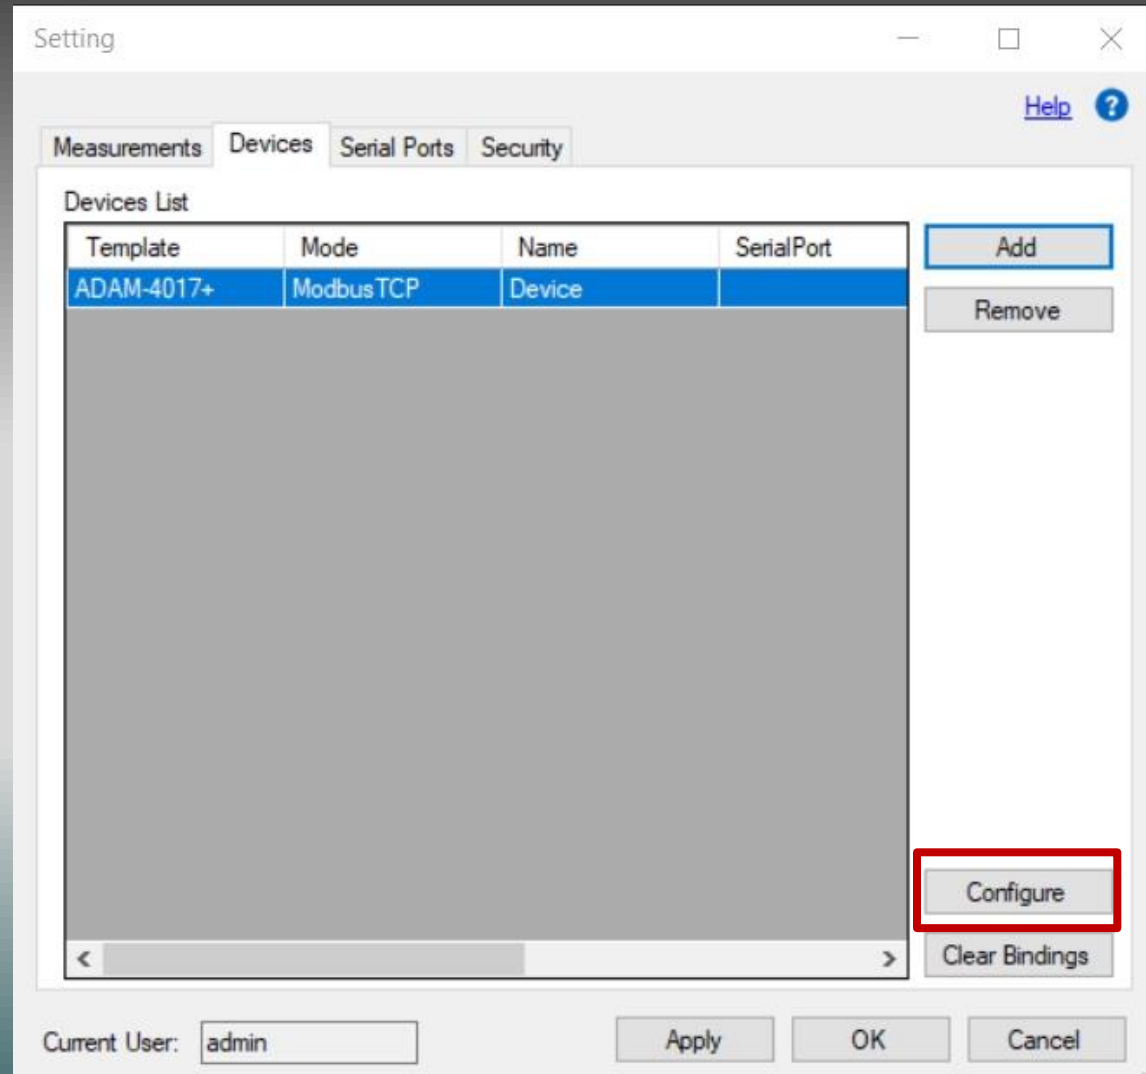 Setting
Help ?
Measurements Devices Serial Ports Security
Devices List
Template Mode Name SerialPort
ADAM-4017+ ModbusTCP Device
Add
Remove
Configure
Clear Bindings
Current User: admin Apply OK Cancel